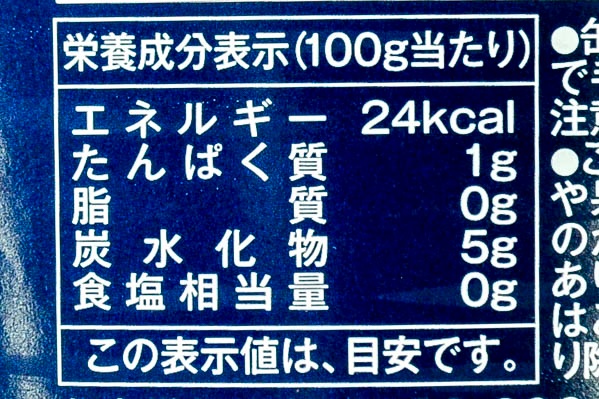 栄養成分表示(100g当たり)
エネルギー 24kcal
たんぱく質 1g
脂質 0g
炭水化物 5g
食塩相当量 0g
この表示値は、目安です。